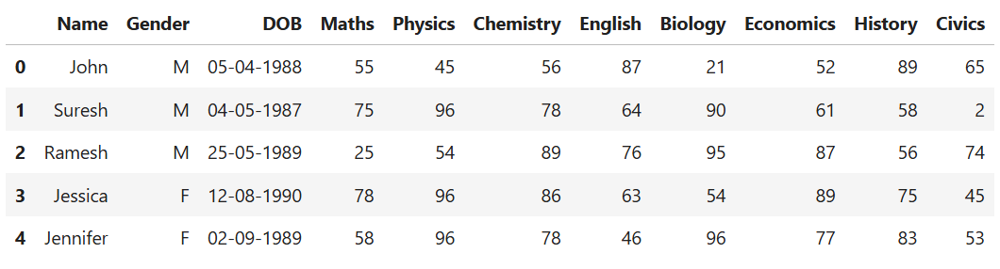 Name Gender DOB Maths Physics Chemistry English Biology Economics History Civics
0 John M 05-04-1988 55 45 56 87 21 52 89 65
1 Suresh M 04-05-1987 75 96 78 64 90 61 58 2
2 Ramesh M 25-05-1989 25 54 89 76 95 87 56 74
3 Jessica F 12-08-1990 78 96 86 63 54 89 75 45
4 Jennifer F 02-09-1989 58 96 78 46 96 77 83 53